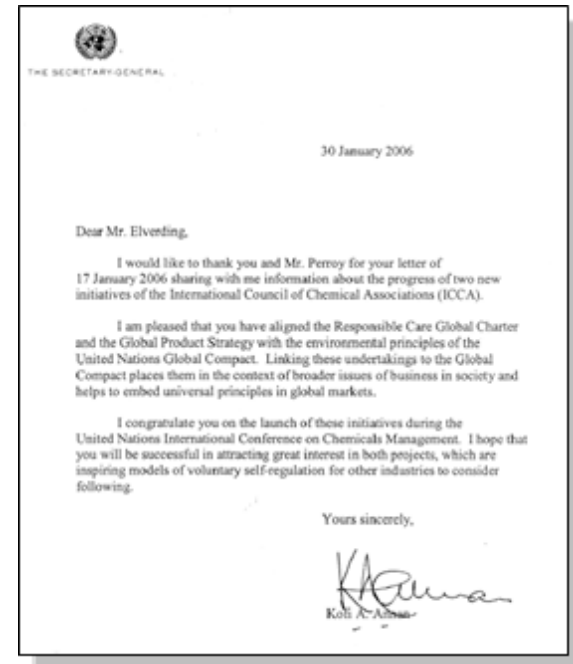 THE SECRETARY-GENERAL
30 January 2006
Dear Mr. Elverding,
I would like to thank you and Mr. Perroy for your letter of
17 January 2006 sharing with me information about the progress of two new
initiatives of the International Council of Chemical Associations (ICCA).
I am pleased that you have aligned the Responsible Care Global Charter
and the Global Product Strategy with the environmental principles of the
United Nations Global Compact. Linking these undertakings to the Global
Compact places them in the context of broader issues of business in society and
helps to embed universal principles in global markets.
I congratulate you on the launch of these initiatives during the
United Nations International Conference on Chemicals Management. I hope that
you will be successful in attracting great interest in both projects, which are
inspiring models of voluntary self-regulation for other industries to consider
following.
Yours sincerely,
Kofi A. Annan